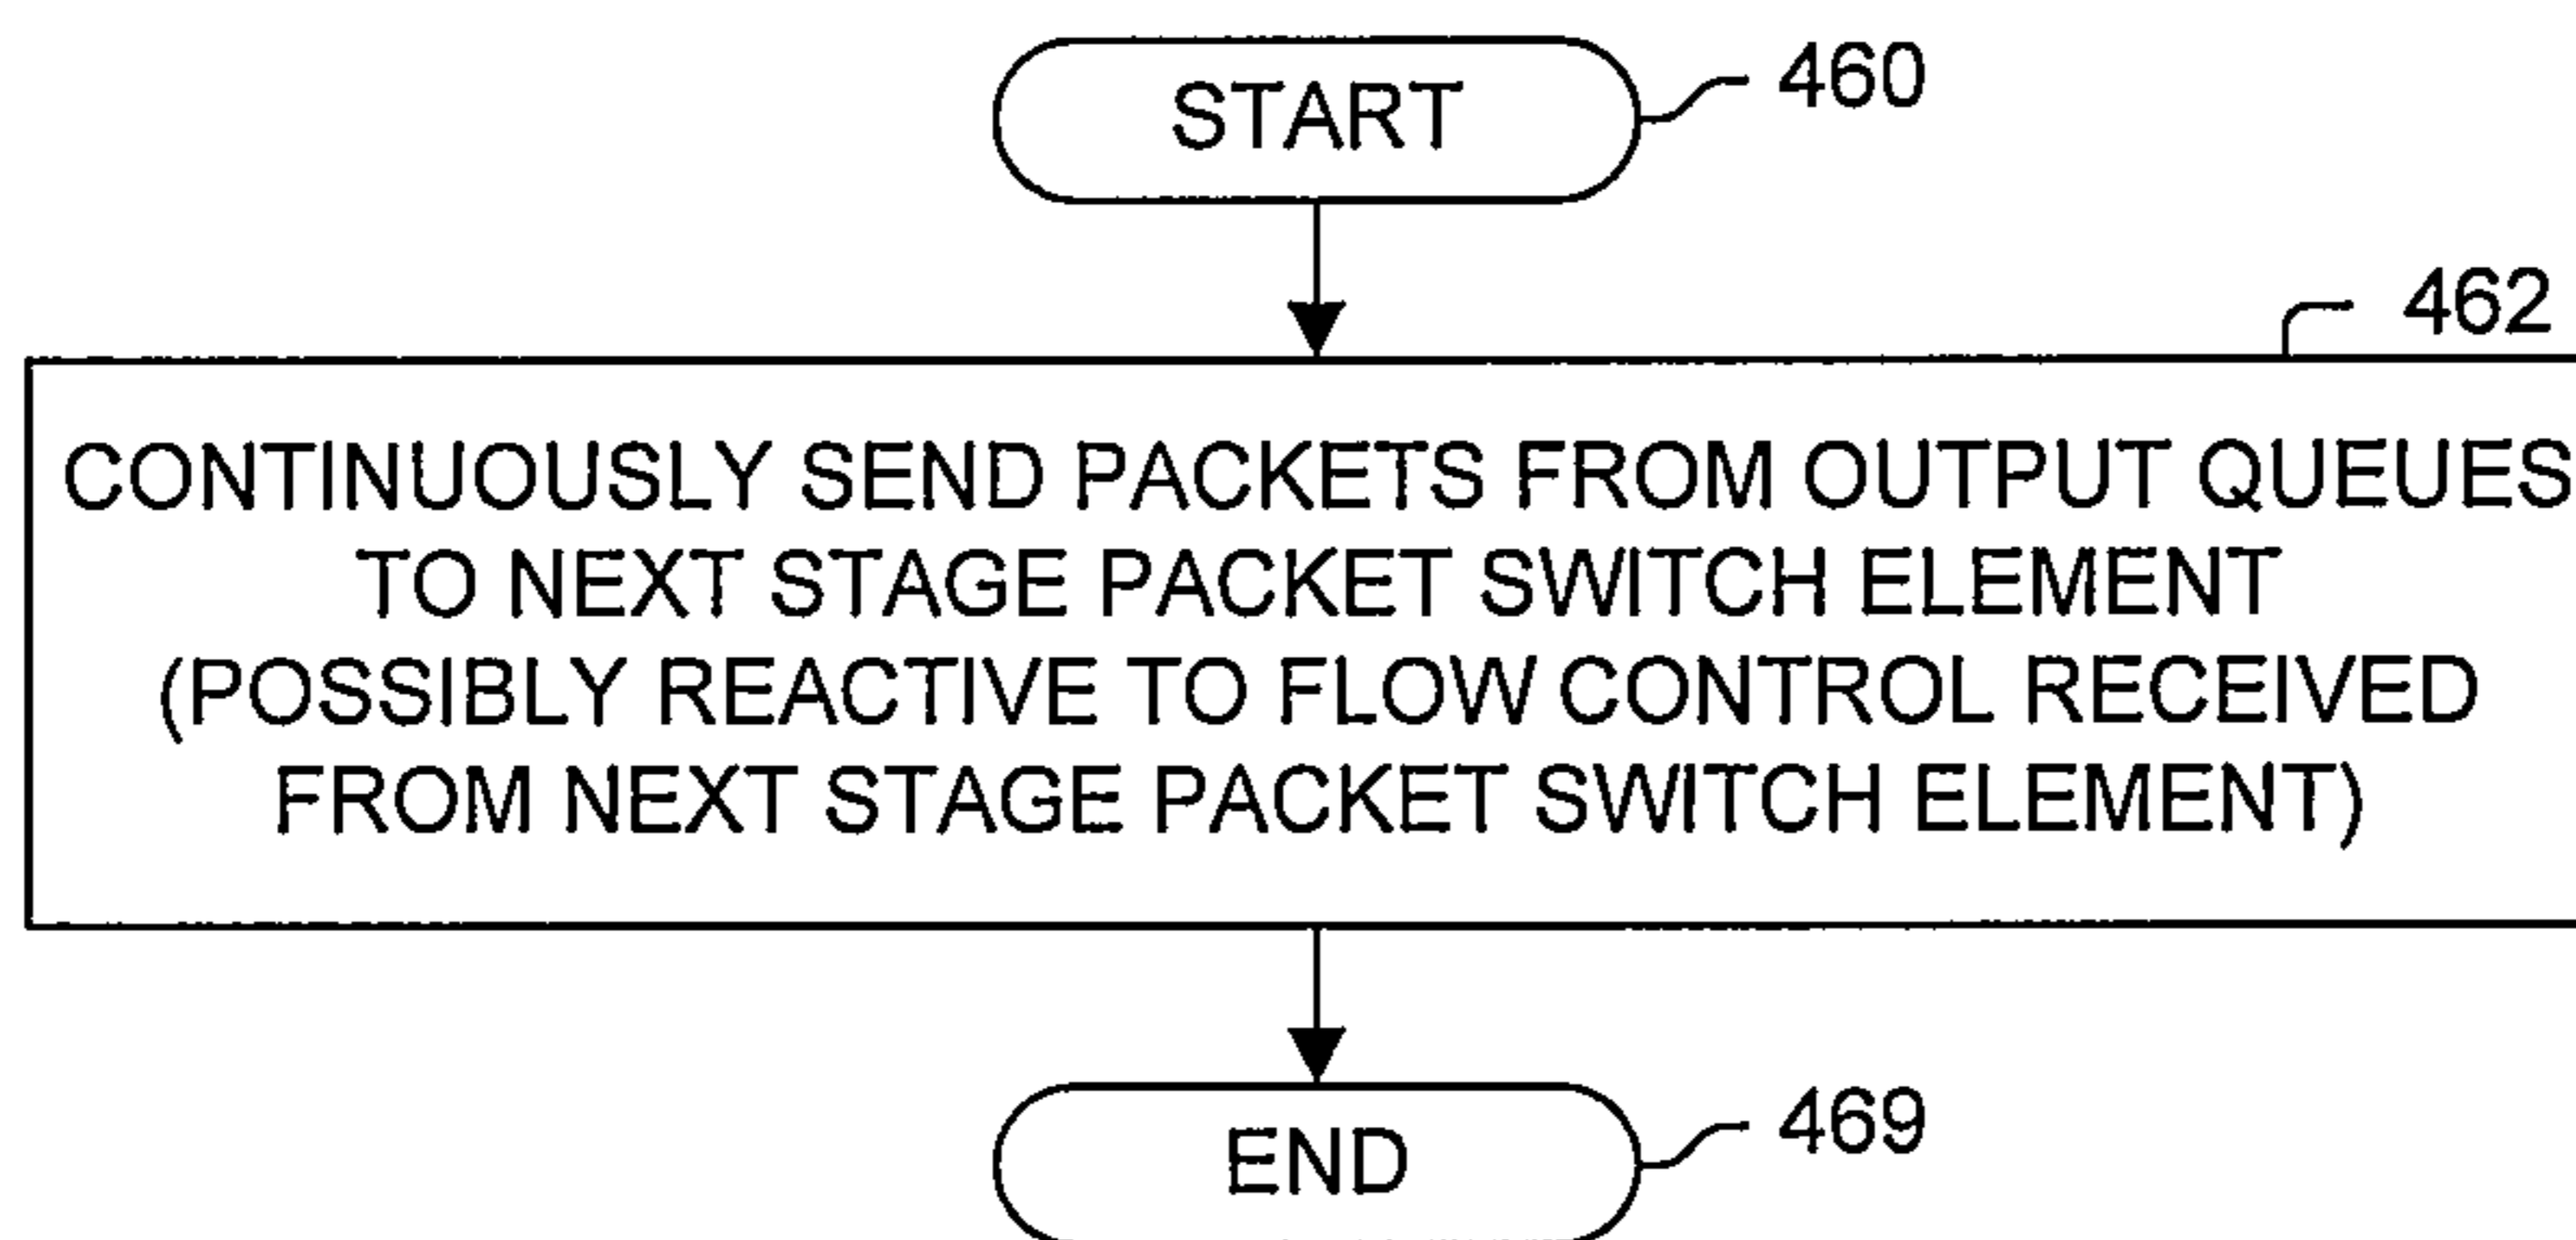 START
460
462
CONTINUOUSLY SEND PACKETS FROM OUTPUT QUEUES
TO NEXT STAGE PACKET SWITCH ELEMENT
(POSSIBLY REACTIVE TO FLOW CONTROL RECEIVED
FROM NEXT STAGE PACKET SWITCH ELEMENT)
END
469